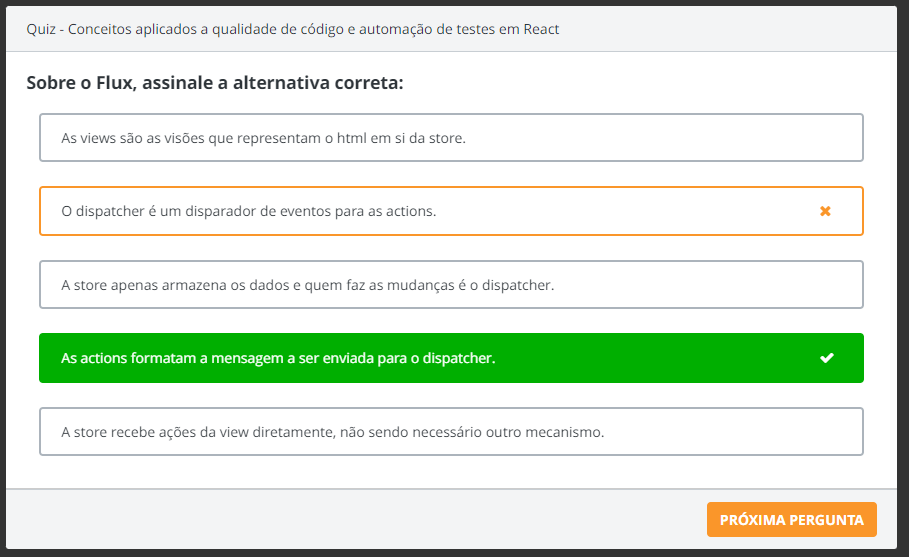 Quiz - Conceitos aplicados a qualidade de código e automação de testes em React
Sobre o Flux, assinale a alternativa correta:
As views são as visões que representam o html em si da store.
O dispatcher é um disparador de eventos para as actions.
A store apenas armazena os dados e quem faz as mudanças é o dispatcher.
As actions formatam a mensagem a ser enviada para o dispatcher.
A store recebe ações da view diretamente, não sendo necessário outro mecanismo.
PRÓXIMA PERGUNTA